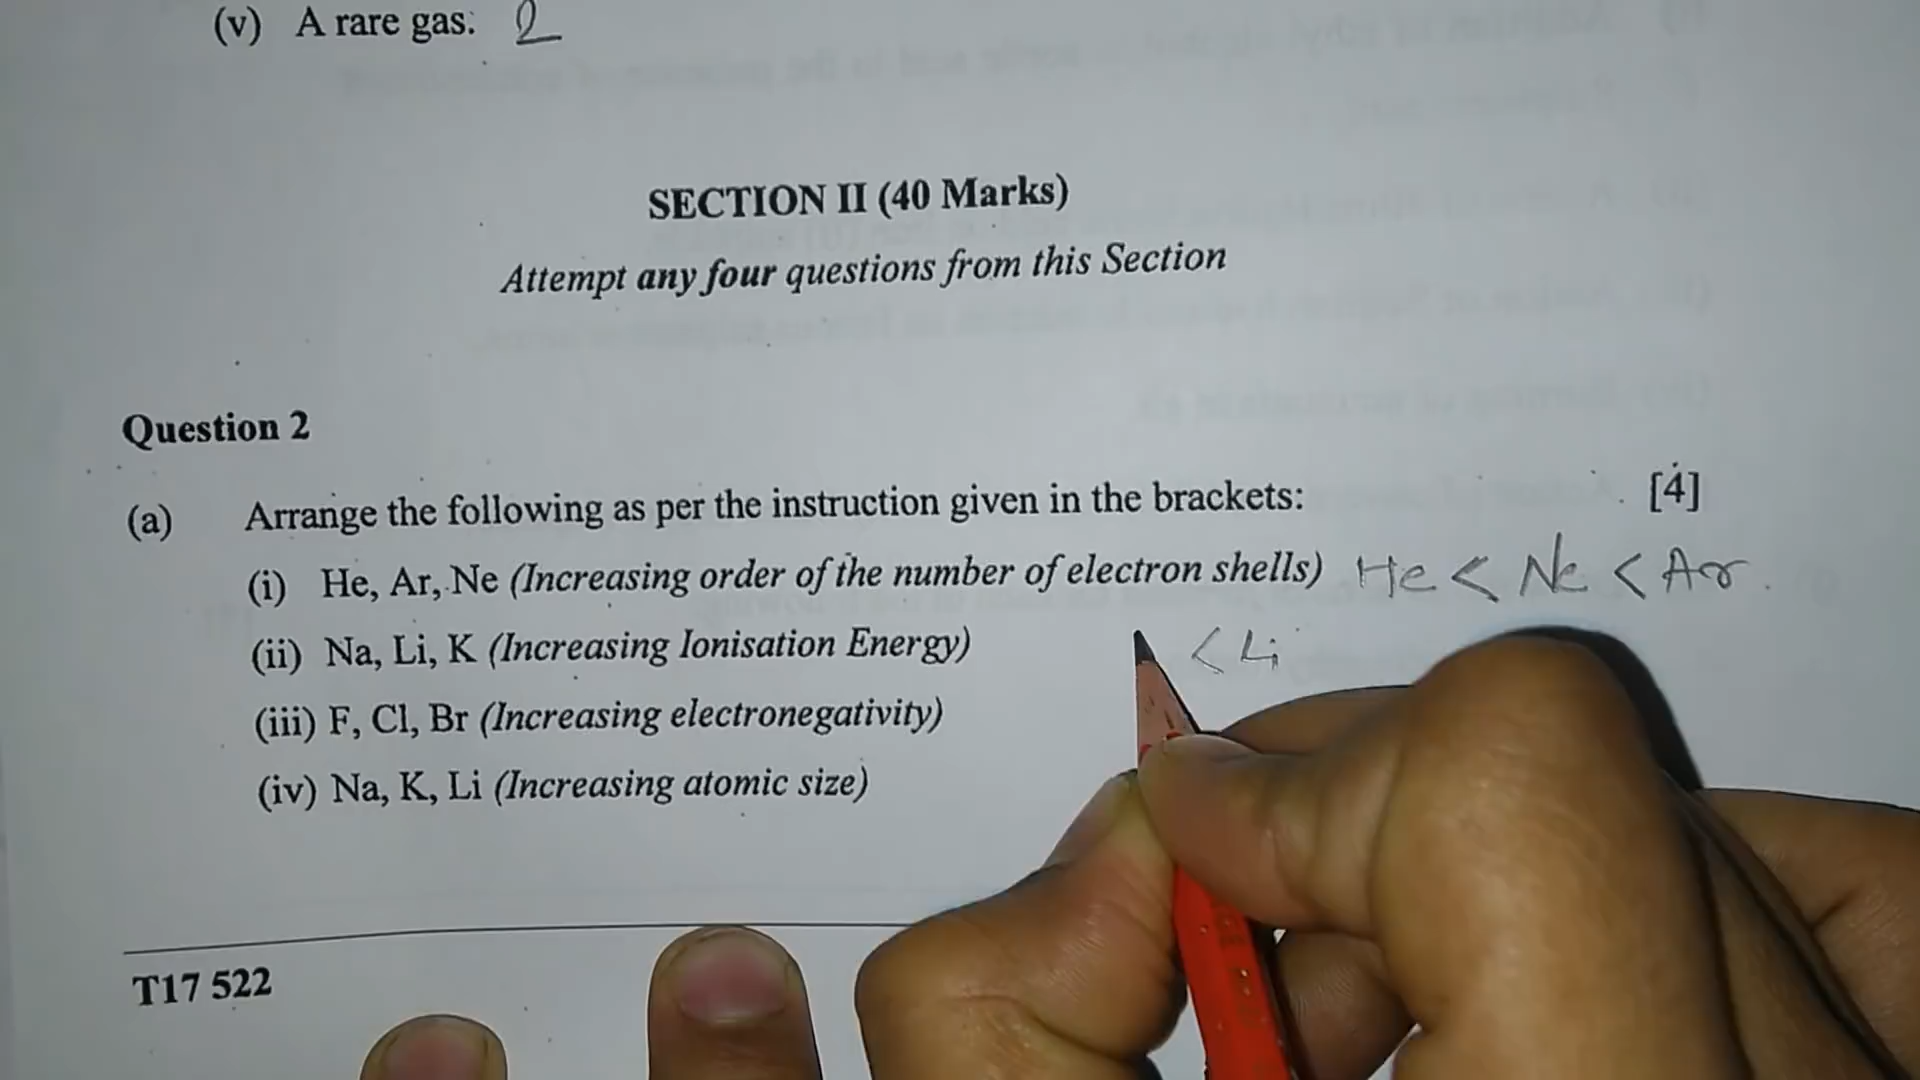 (v) A rare gas. 2
SECTION II (40 Marks)
Attempt any four questions from this Section
Question 2
(a) Arrange the following as per the instruction given in the brackets: [4]
(i) He, Ar, Ne (Increasing order of the number of electron shells) He < Ne < Ar
(ii) Na, Li, K (Increasing Ionisation Energy) < Li
(iii) F, Cl, Br (Increasing electronegativity)
(iv) Na, K, Li (Increasing atomic size)
T17 522